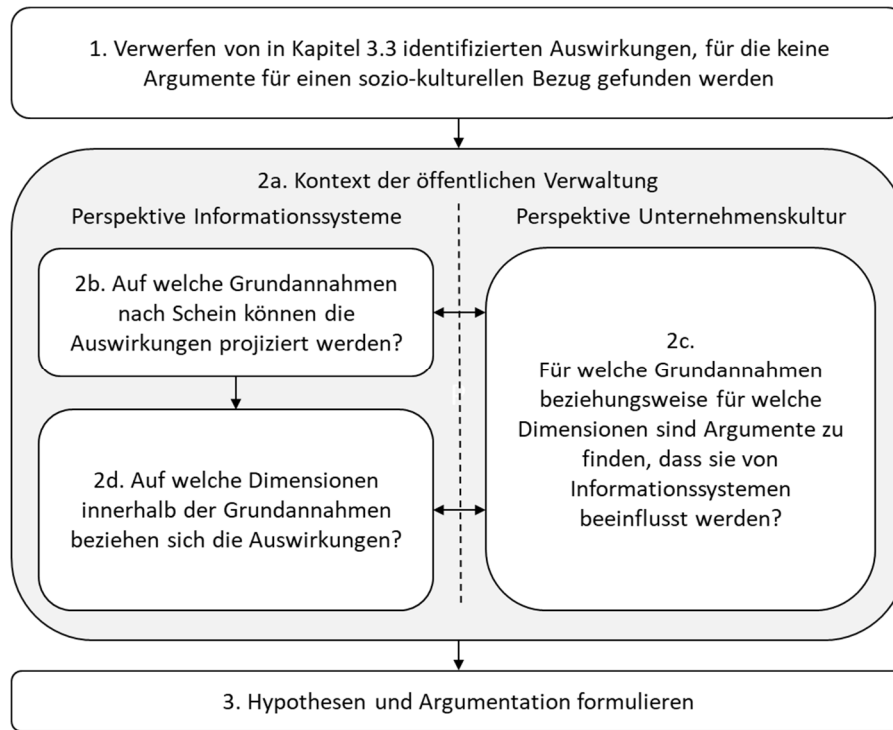 1. Verwerfen von in Kapitel 3.3 identifizierten Auswirkungen, für die keine
Argumente für einen sozio-kulturellen Bezug gefunden werden
2a. Kontext der öffentlichen Verwaltung
Perspektive Informationssysteme
Perspektive Unternehmenskultur
2b. Auf welche Grundannahmen
nach Schein können die
Auswirkungen projiziert werden?
2c.
Für welche Grundannahmen
beziehungsweise für welche
Dimensionen sind Argumente zu
finden, dass sie von
Informationssystemen
beeinflusst werden?
2d. Auf welche Dimensionen
innerhalb der Grundannahmen
beziehen sich die Auswirkungen?
3. Hypothesen und Argumentation formulieren